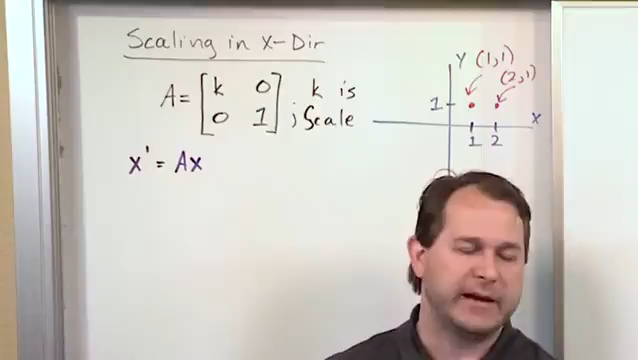 Scaling in X-Dir
A = [k 0
0 1] ; k is
Scale
x' = Ax
Y (1,1)
(2,1)
1
X
1 2